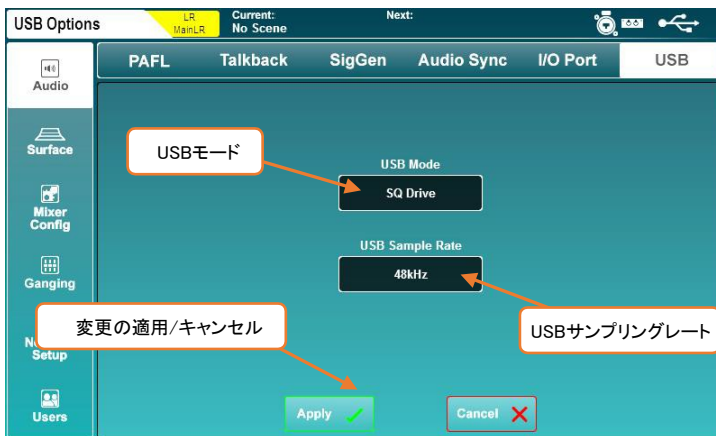 USB Options
LR
MainLR
Current:
No Scene
Next:
Audio
PAFL
Talkback
SigGen
Audio Sync
I/O Port
USB
Surface
Mixer
Config
Ganging
Setup
Users
USBモード
USB Mode
SQ Drive
USB Sample Rate
48kHz
変更の適用/キャンセル
USBサンプリングレート
Apply
Cancel